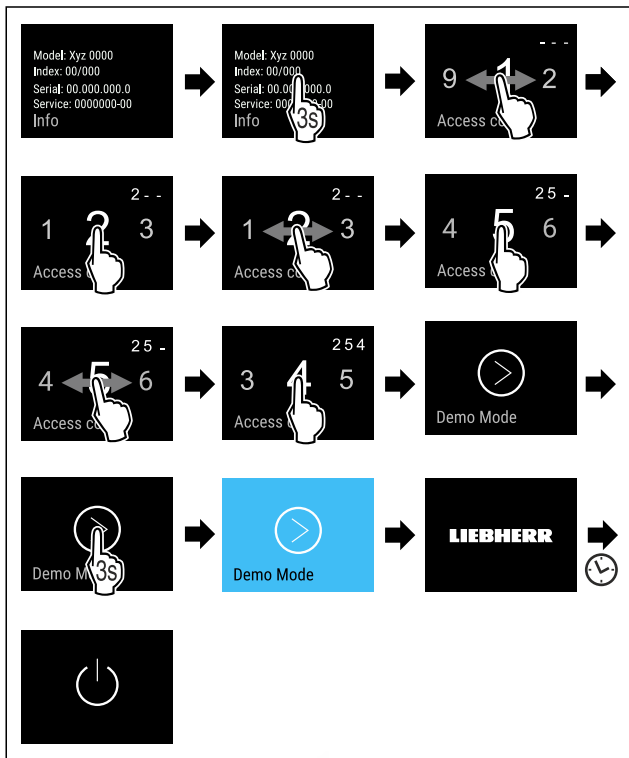 Model: Xyz 0000
Index: 00/000
Serial: 00.000.000.0
Service: 0000000-00
Info
Model: Xyz 0000
Index: 00/000
Serial: 00.000.000.0
Service: 000 -00
Info
3s
- - -
9 1 2
Access
2 - -
1 2 3
Access
2 - -
1 2 3
Access
2 5 -
4 5 6
Access
2 5 -
4 5 6
Access
2 5 4
3 4 5
Access
Demo Mode
Demo M
3s
Demo Mode
LIEBHERR